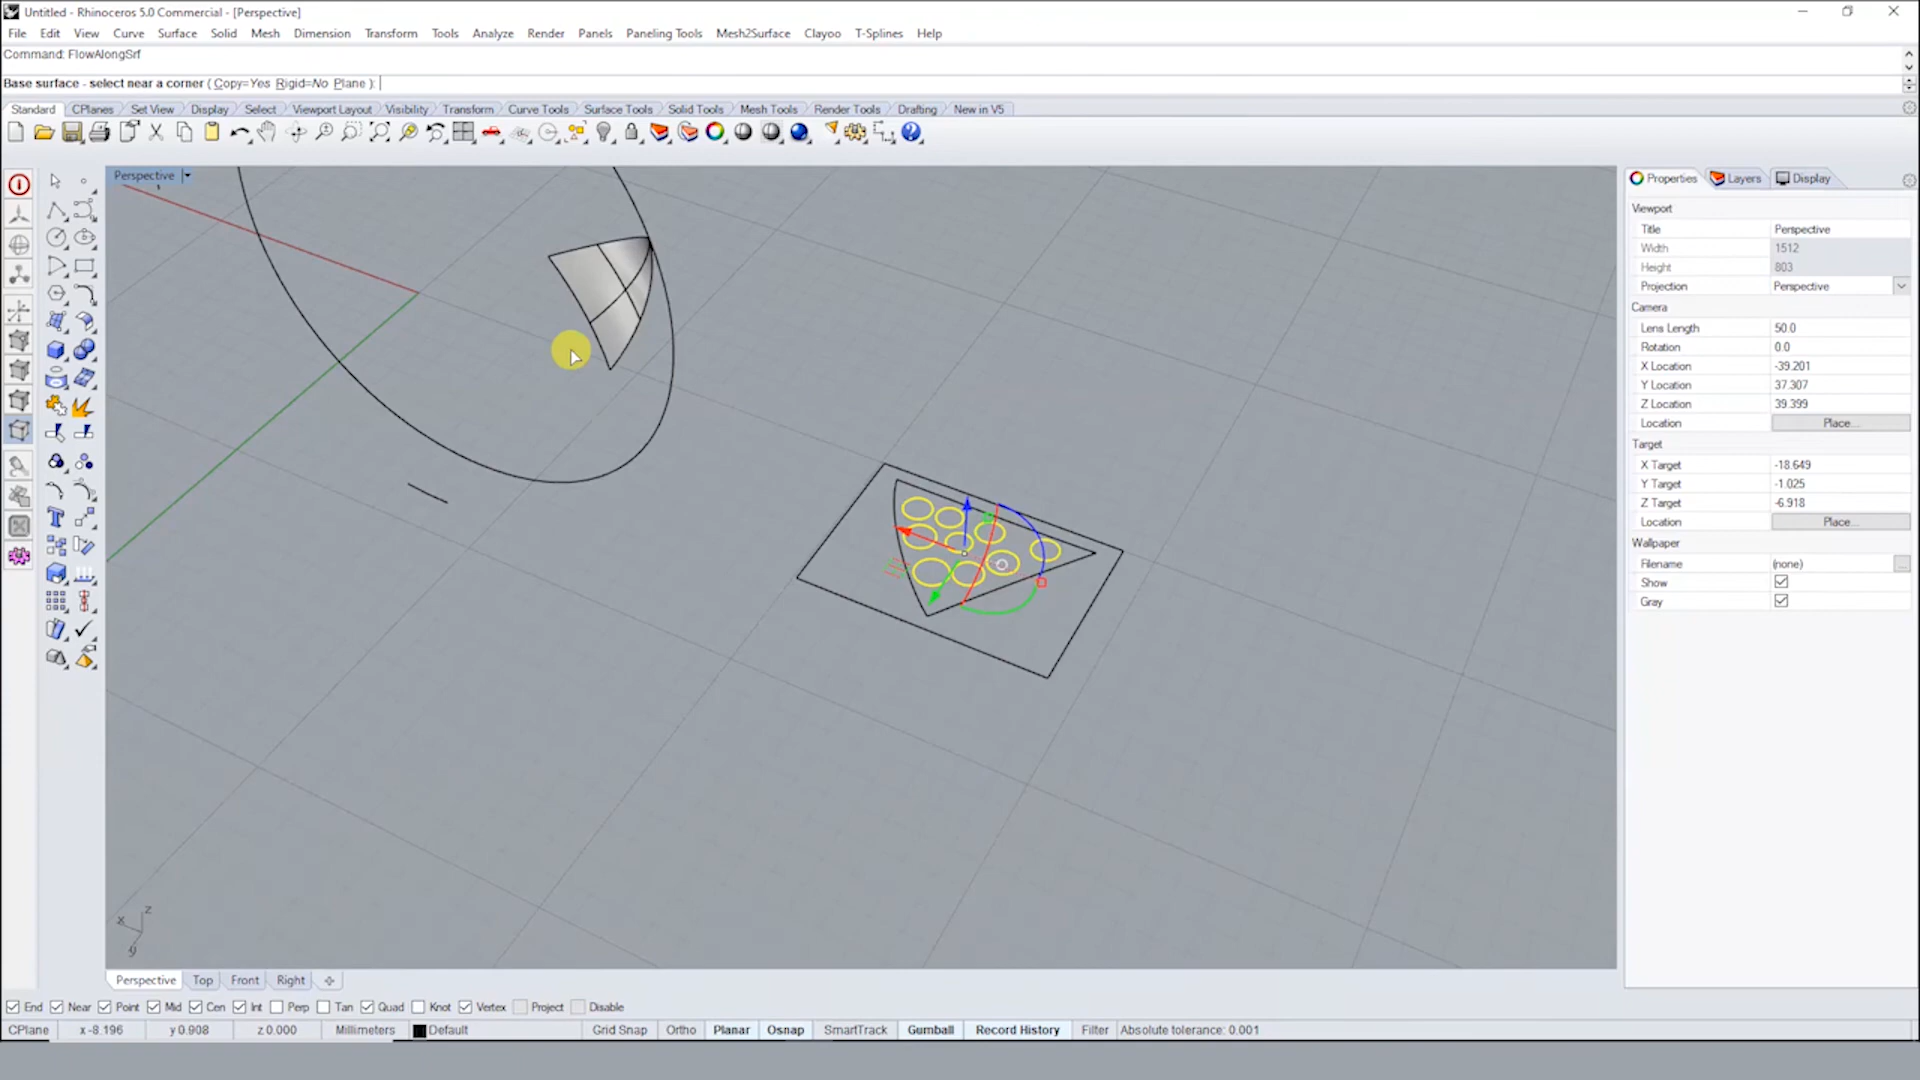 Untitled - Rhinoceros 5.0 Commercial - [Perspective]
File Edit View Curve Surface Solid Mesh Dimension Transform Tools Analyze Render Panels Paneling Tools Mesh2Surface Clayoo T-Splines Help
Command: FlowAlongSrf
Base surface - select near a corner ( Copy=Yes Rigid=No Plane ):
Standard CPlanes Set View Display Select Viewport Layout Visibility Transform Curve Tools Surface Tools Solid Tools Mesh Tools Render Tools Drafting New in V5
Perspective
Properties Layers Display
Viewport
Title Perspective
Width 1512
Height 803
Projection Perspective
Camera
Lens Length 50.0
Rotation 0.0
X Location -39.201
Y Location 37.307
Z Location 39.399
Location Place...
Target
X Target -18.649
Y Target -1.025
Z Target -6.918
Location Place...
Wallpaper
Filename (none) ...
Show
Gray
z
x
y
Perspective Top Front Right
End Near Point Mid Cen Int Perp Tan Quad Knot Vertex Project Disable
CPlane x -8.196 y 0.908 z 0.000 Millimeters Default Grid Snap Ortho Planar Osnap SmartTrack Gumball Record History Filter Absolute tolerance: 0.001